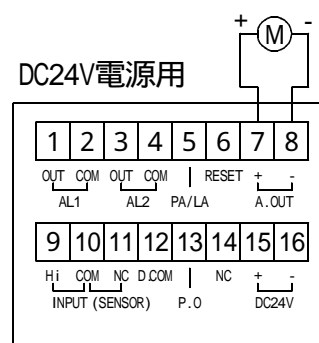 + M -
DC24V電源用
1 2 3 4 5 6 7 8
OUT COM OUT COM RESET + -
AL1 AL2 PA/LA A.OUT
9 10 11 12 13 14 15 16
Hi COM NC D.COM NC + -
INPUT (SENSOR) P.O DC24V